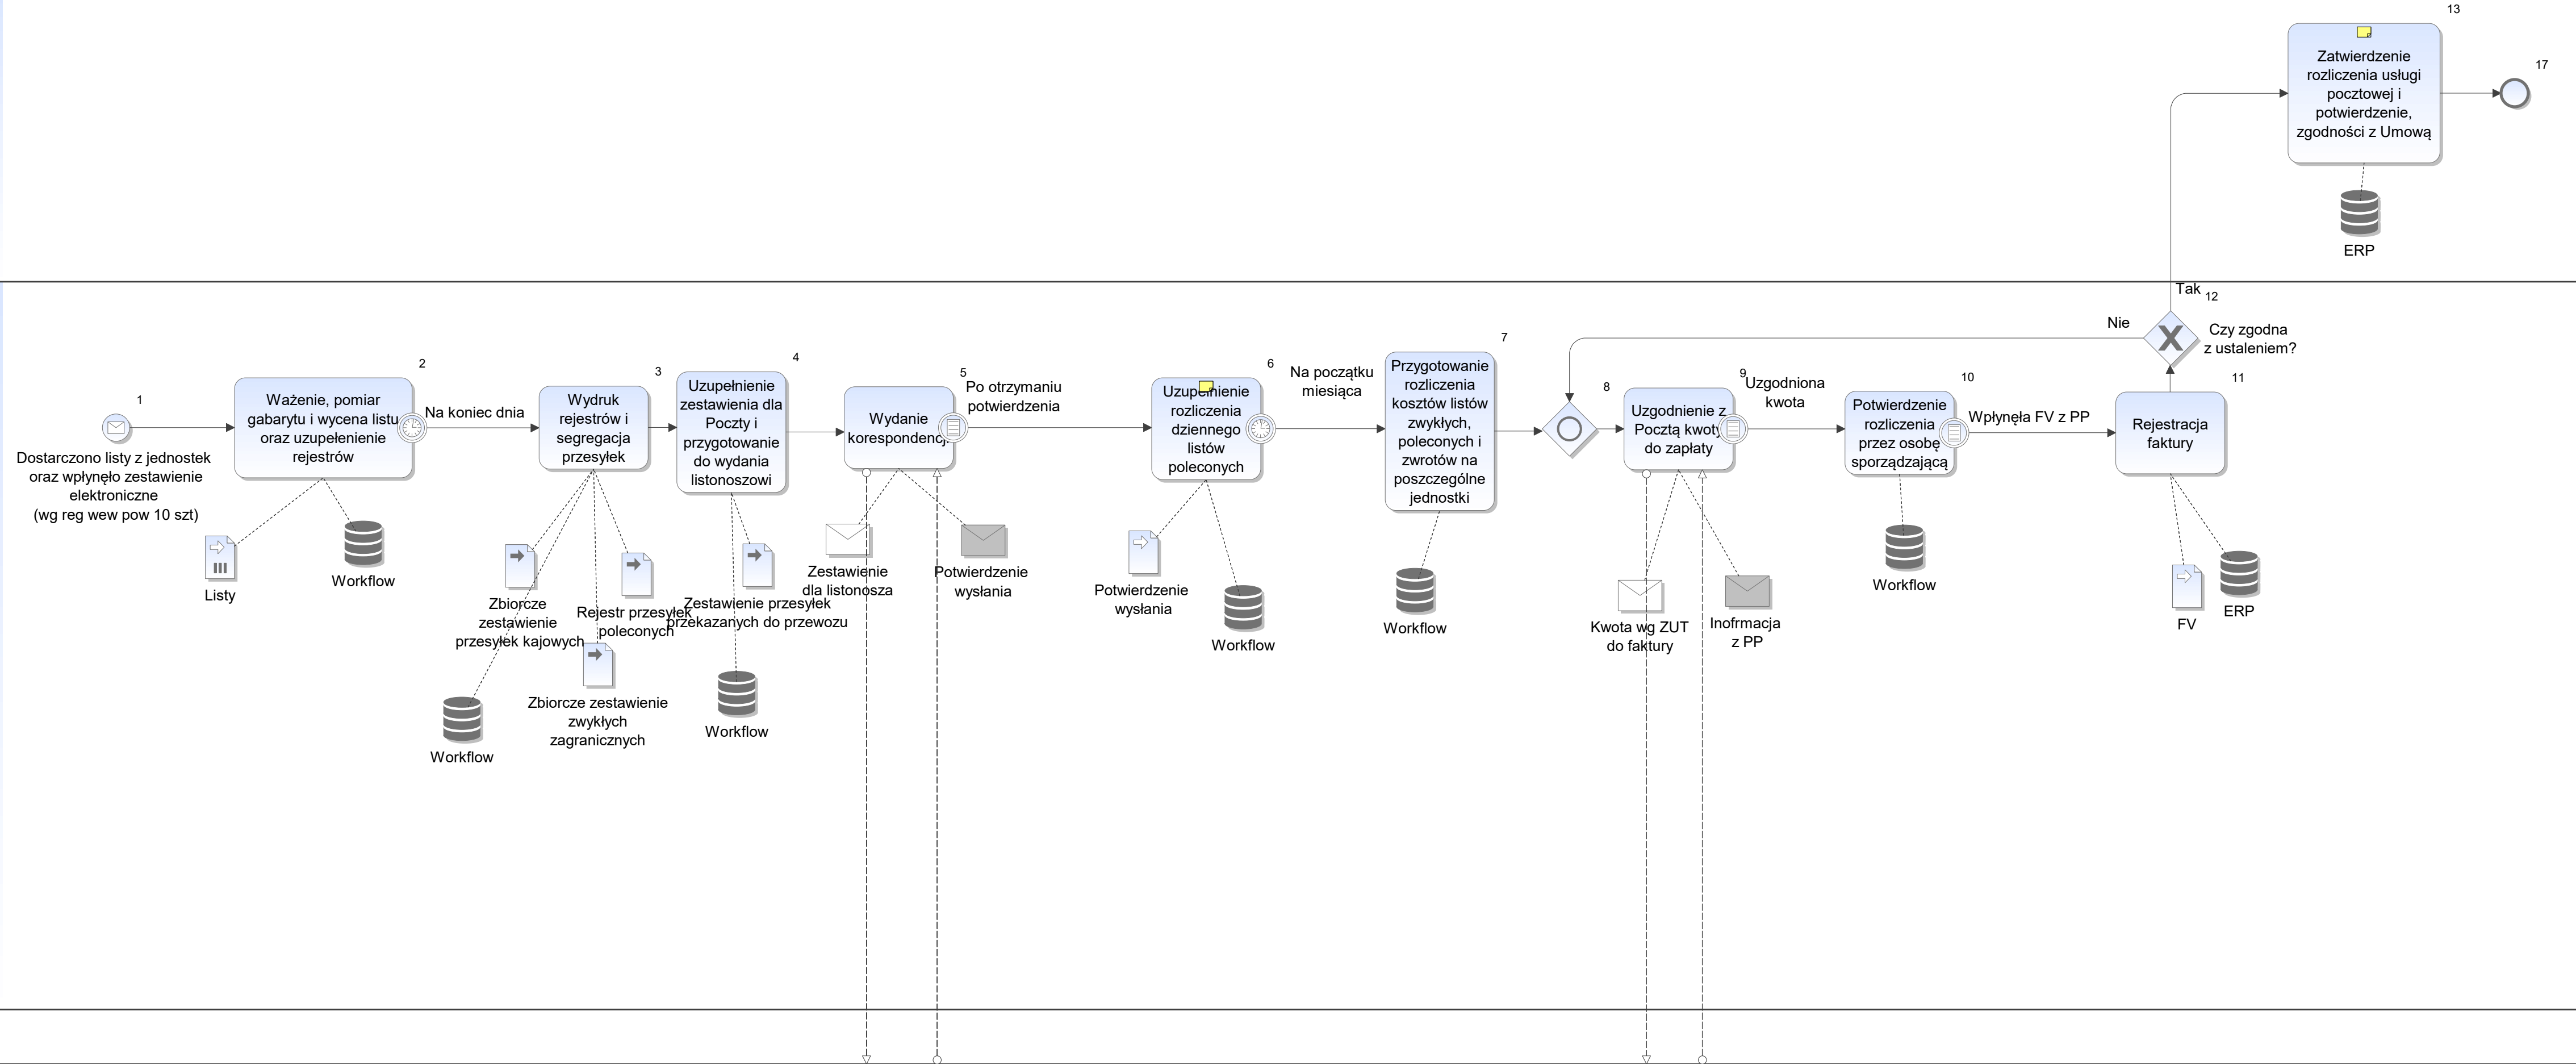 13
Zatwierdzenie
rozliczenia usługi
pocztowej i
potwierdzenie,
zgodności z Umową
17
ERP
Tak
12
Czy zgodna
z ustaleniem?
Nie
1
Dostarczono listy z jednostek
oraz wpłynęło zestawienie
elektroniczne
(wg reg wew pow 10 szt)
2
Ważenie, pomiar
gabarytu i wycena listu
oraz uzupełenienie
rejestrów
Na koniec dnia
Listy
Workflow
3
Wydruk
rejestrów i
segregacja
przesyłek
Zbiorcze
zestawienie
przesyłek kajowych
Rejestr przesyłek
poleconych
Zbiorcze zestawienie
zwykłych
zagranicznych
Workflow
4
Uzupełnienie
zestawienia dla
Poczty i
przygotowanie
do wydania
listonoszowi
Zestawienie przesyłek
przekazanych do przewozu
Workflow
5
Wydanie
korespondencji
Po otrzymaniu
potwierdzenia
Zestawienie
dla listonosza
Potwierdzenie
wysłania
6
Uzupełnienie
rozliczenia
dziennego
listów
poleconych
Na początku
miesiąca
Potwierdzenie
wysłania
Workflow
7
Przygotowanie
rozliczenia
kosztów listów
zwykłych,
poleconych i
zwrotów na
poszczególne
jednostki
Workflow
8
9
Uzgodnienie z
Pocztą kwoty
do zapłaty
Uzgodniona
kwota
Kwota wg ZUT
do faktury
Inofrmacja
z PP
10
Potwierdzenie
rozliczenia
przez osobę
sporządzającą
Wpłynęła FV z PP
Workflow
11
Rejestracja
faktury
FV
ERP